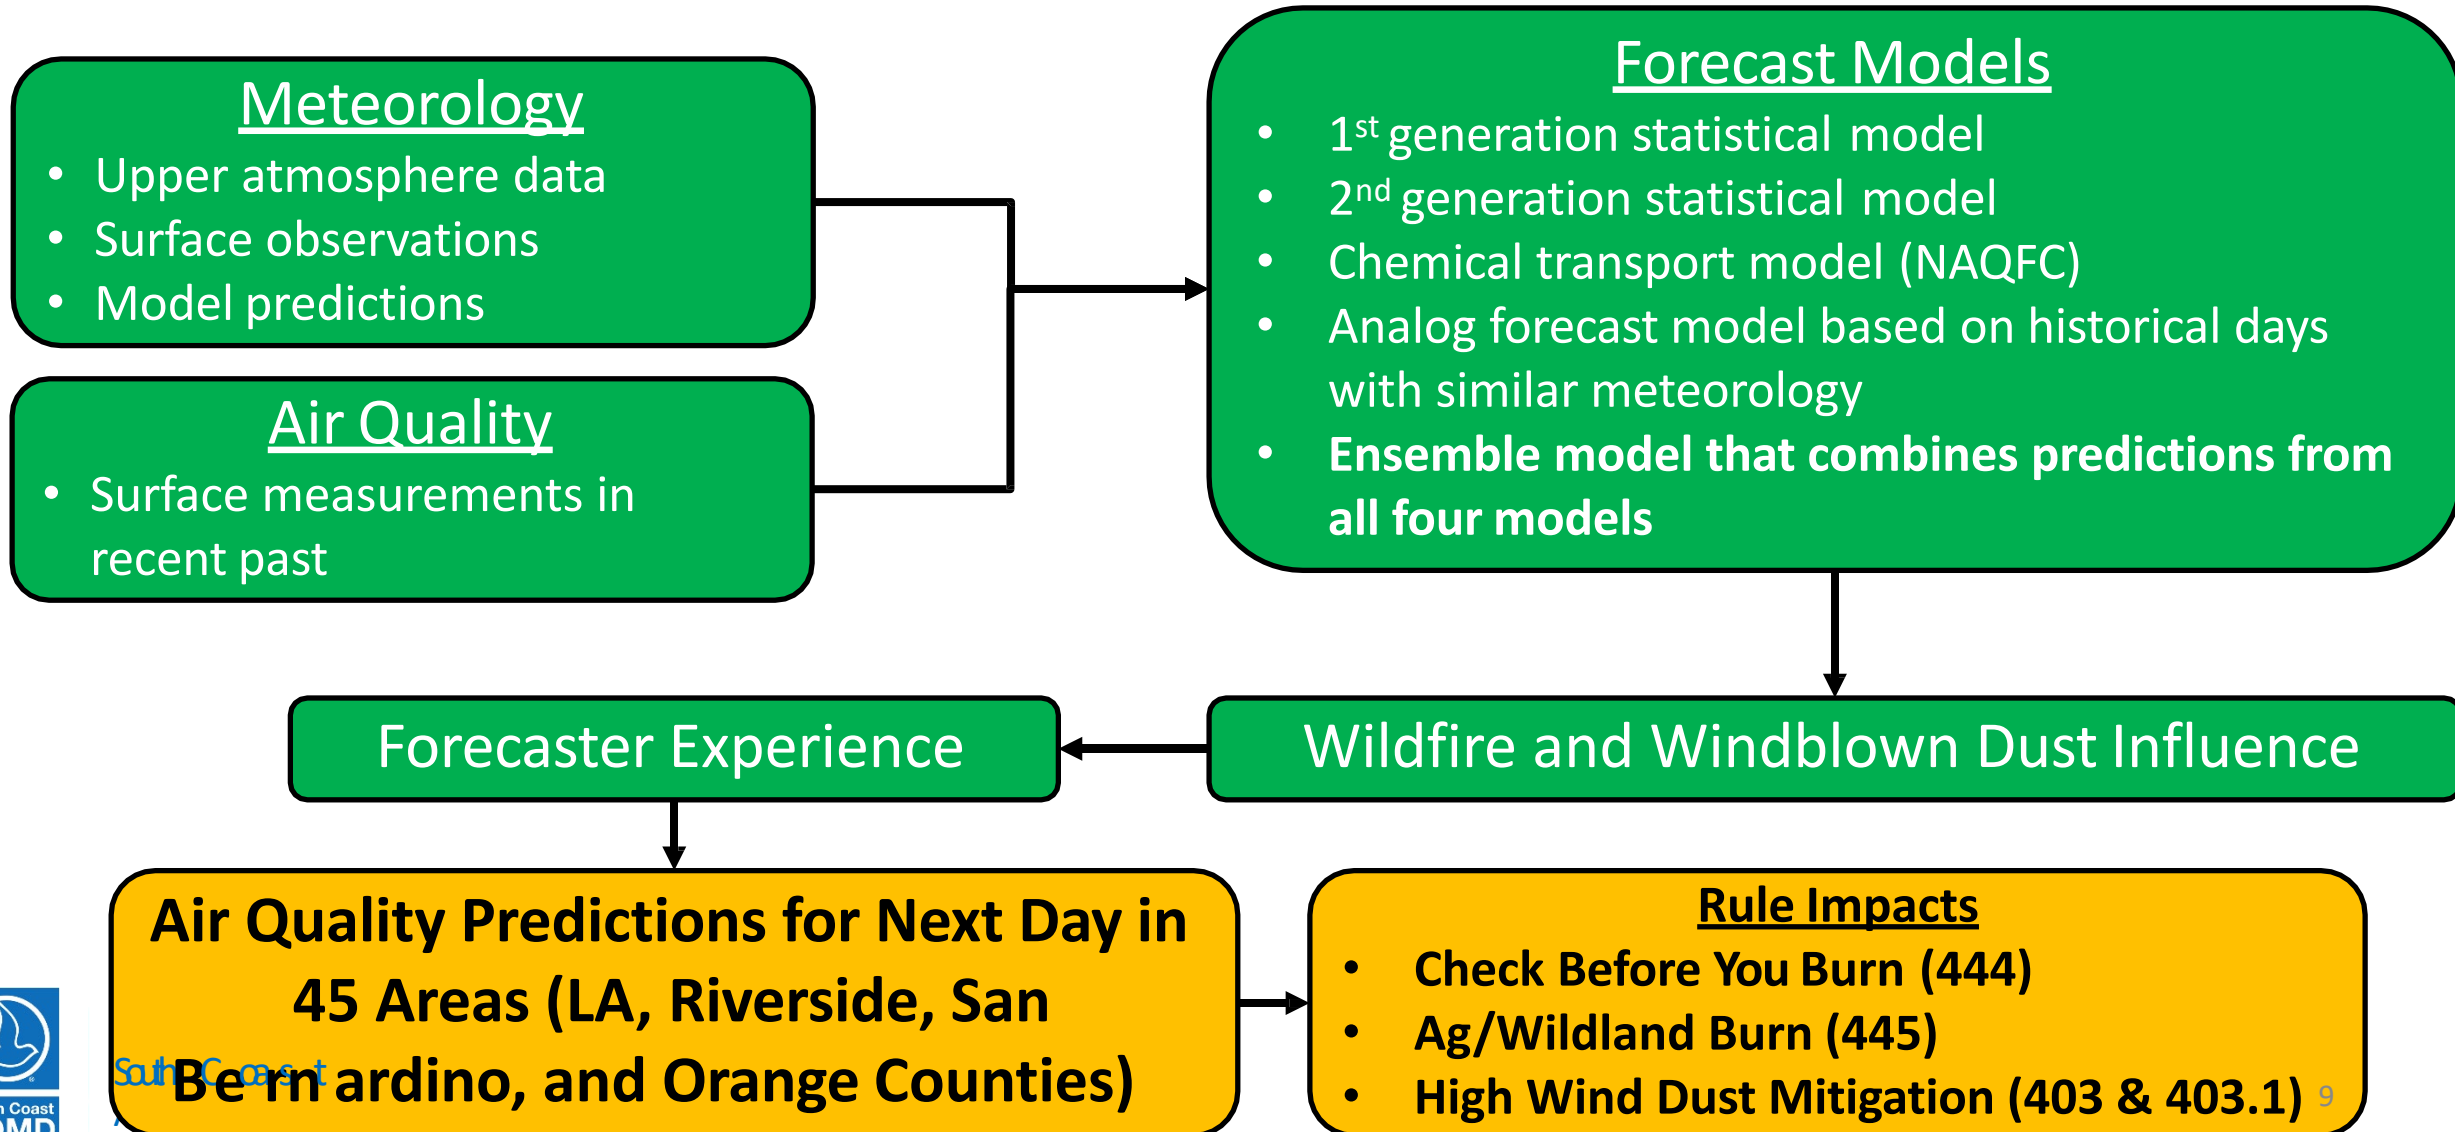 Meteorology
• Upper atmosphere data
• Surface observations
• Model predictions
Air Quality
• Surface measurements in
recent past
Forecast Models
• 1st generation statistical model
• 2nd generation statistical model
• Chemical transport model (NAQFC)
• Analog forecast model based on historical days
with similar meteorology
• Ensemble model that combines predictions from
all four models
Wildfire and Windblown Dust Influence
Forecaster Experience
Air Quality Predictions for Next Day in
45 Areas (LA, Riverside, San
Bernardino, and Orange Counties)
Rule Impacts
• Check Before You Burn (444)
• Ag/Wildland Burn (445)
• High Wind Dust Mitigation (403 & 403.1)
9
South Coast
Coast